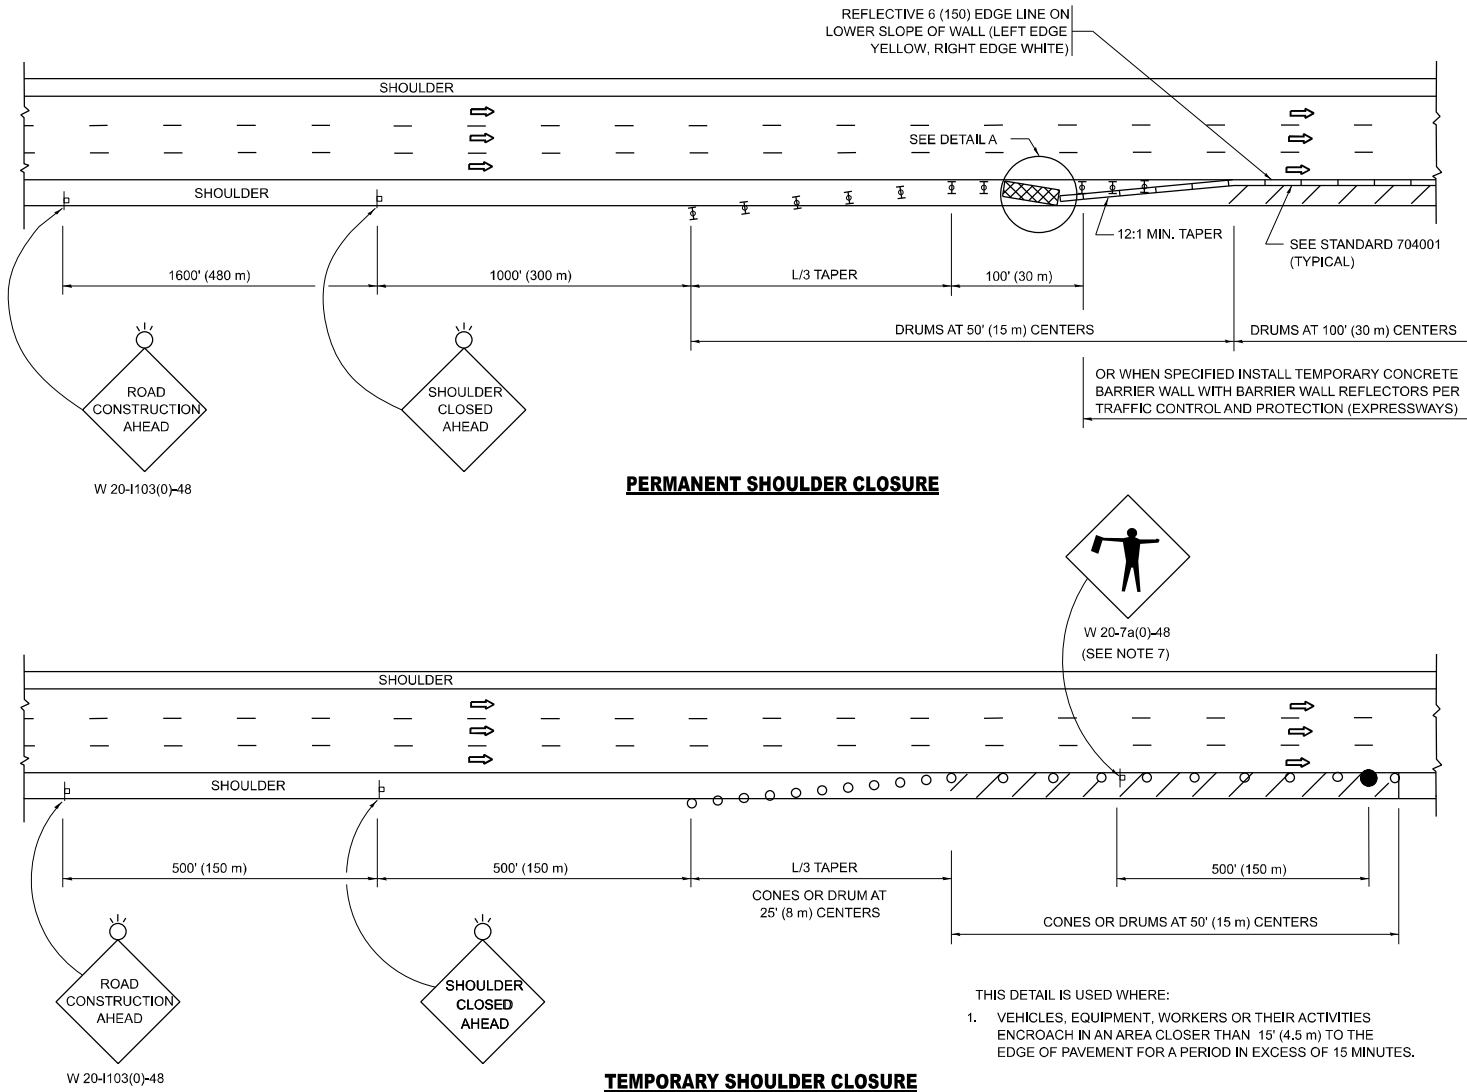 REFLECTIVE 6 (150) EDGE LINE ON
LOWER SLOPE OF WALL (LEFT EDGE
YELLOW, RIGHT EDGE WHITE)
SHOULDER
SEE DETAIL A
SHOULDER
12:1 MIN. TAPER
SEE STANDARD 704001
(TYPICAL)
1600' (480 m)
1000' (300 m)
L/3 TAPER
100' (30 m)
DRUMS AT 50' (15 m) CENTERS
DRUMS AT 100' (30 m) CENTERS
OR WHEN SPECIFIED INSTALL TEMPORARY CONCRETE
BARRIER WALL WITH BARRIER WALL REFLECTORS PER
TRAFFIC CONTROL AND PROTECTION (EXPRESSWAYS)
ROAD
CONSTRUCTION
AHEAD
W 20-I103(0)-48
SHOULDER
CLOSED
AHEAD
PERMANENT SHOULDER CLOSURE
W 20-7a(0)-48
(SEE NOTE 7)
SHOULDER
SHOULDER
500' (150 m)
500' (150 m)
L/3 TAPER
CONES OR DRUM AT
25' (8 m) CENTERS
500' (150 m)
CONES OR DRUMS AT 50' (15 m) CENTERS
ROAD
CONSTRUCTION
AHEAD
W 20-I103(0)-48
SHOULDER
CLOSED
AHEAD
THIS DETAIL IS USED WHERE:
1. VEHICLES, EQUIPMENT, WORKERS OR THEIR ACTIVITIES
ENCROACH IN AN AREA CLOSER THAN 15' (4.5 m) TO THE
EDGE OF PAVEMENT FOR A PERIOD IN EXCESS OF 15 MINUTES.
TEMPORARY SHOULDER CLOSURE